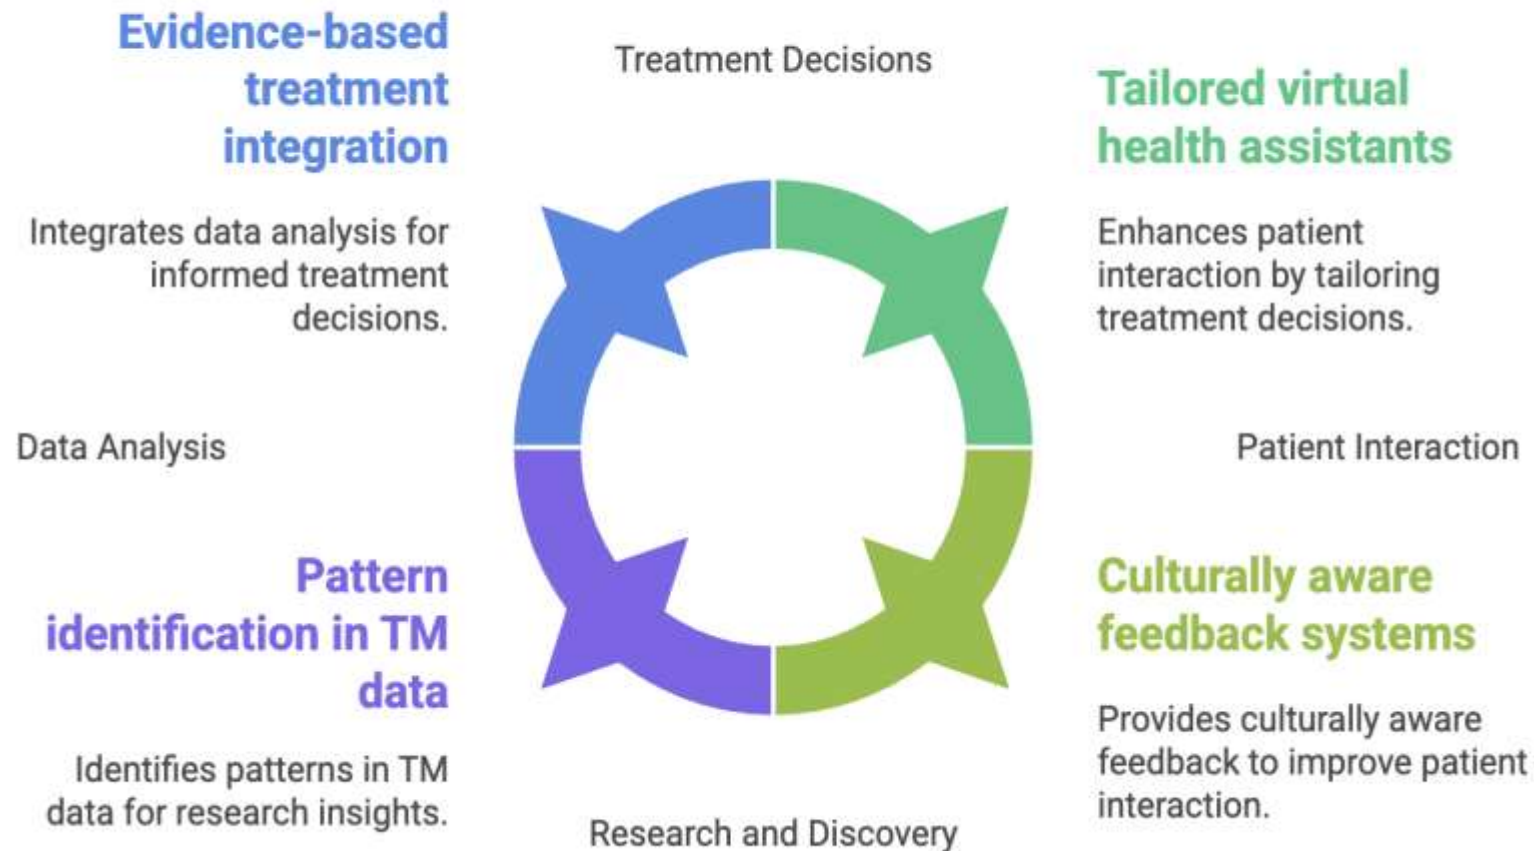 Evidence-based
treatment
integration
Integrates data analysis for
informed treatment
decisions.
Treatment Decisions
Tailored virtual
health assistants
Enhances patient
interaction by tailoring
treatment decisions.
Data Analysis
Patient Interaction
Pattern
identification in TM
data
Identifies patterns in TM
data for research insights.
Culturally aware
feedback systems
Provides culturally aware
feedback to improve patient
interaction.
Research and Discovery